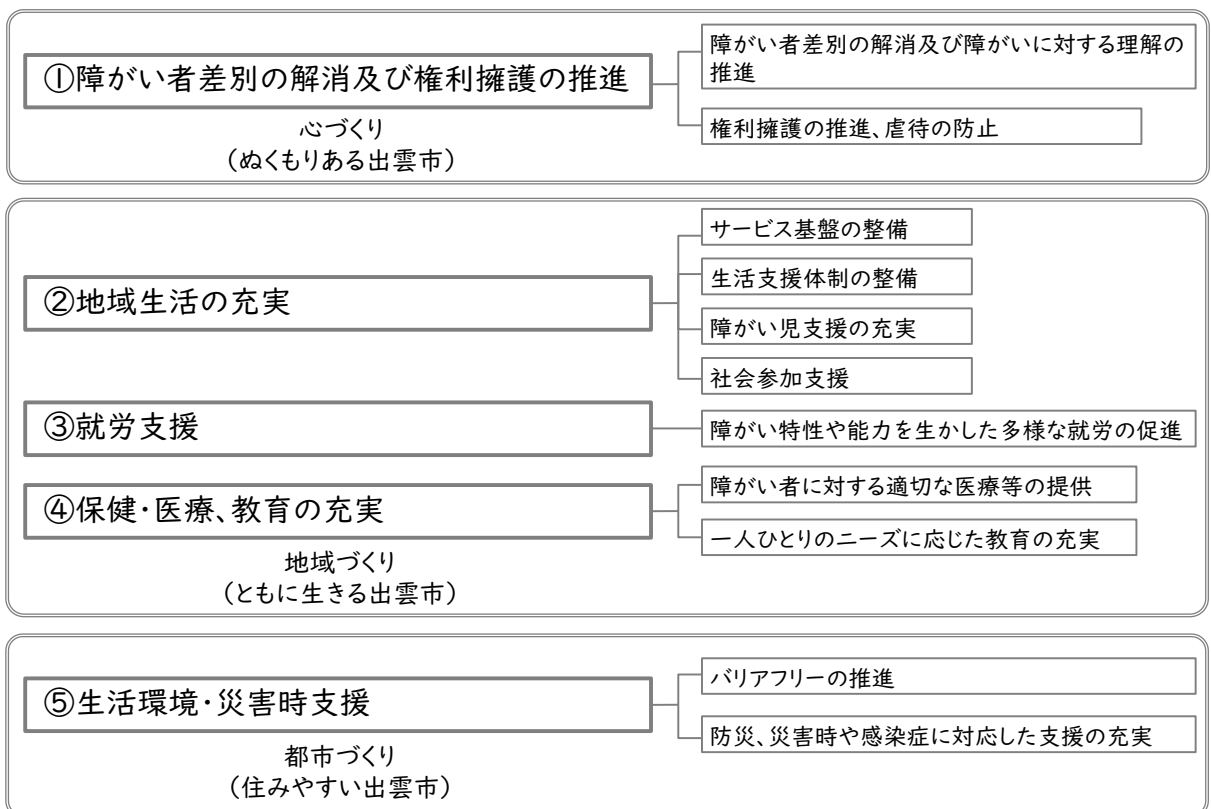 ①障がい者差別の解消及び権利擁護の推進
心づくり
（ぬくもりある出雲市）
障がい者差別の解消及び障がいに対する理解の
推進
権利擁護の推進、虐待の防止
②地域生活の充実
サービス基盤の整備
生活支援体制の整備
障がい児支援の充実
社会参加支援
③就労支援
障がい特性や能力を生かした多様な就労の促進
④保健・医療、教育の充実
地域づくり
（ともに生きる出雲市）
障がい者に対する適切な医療等の提供
一人ひとりのニーズに応じた教育の充実
⑤生活環境・災害時支援
都市づくり
（住みやすい出雲市）
バリアフリーの推進
防災、災害時や感染症に対応した支援の充実